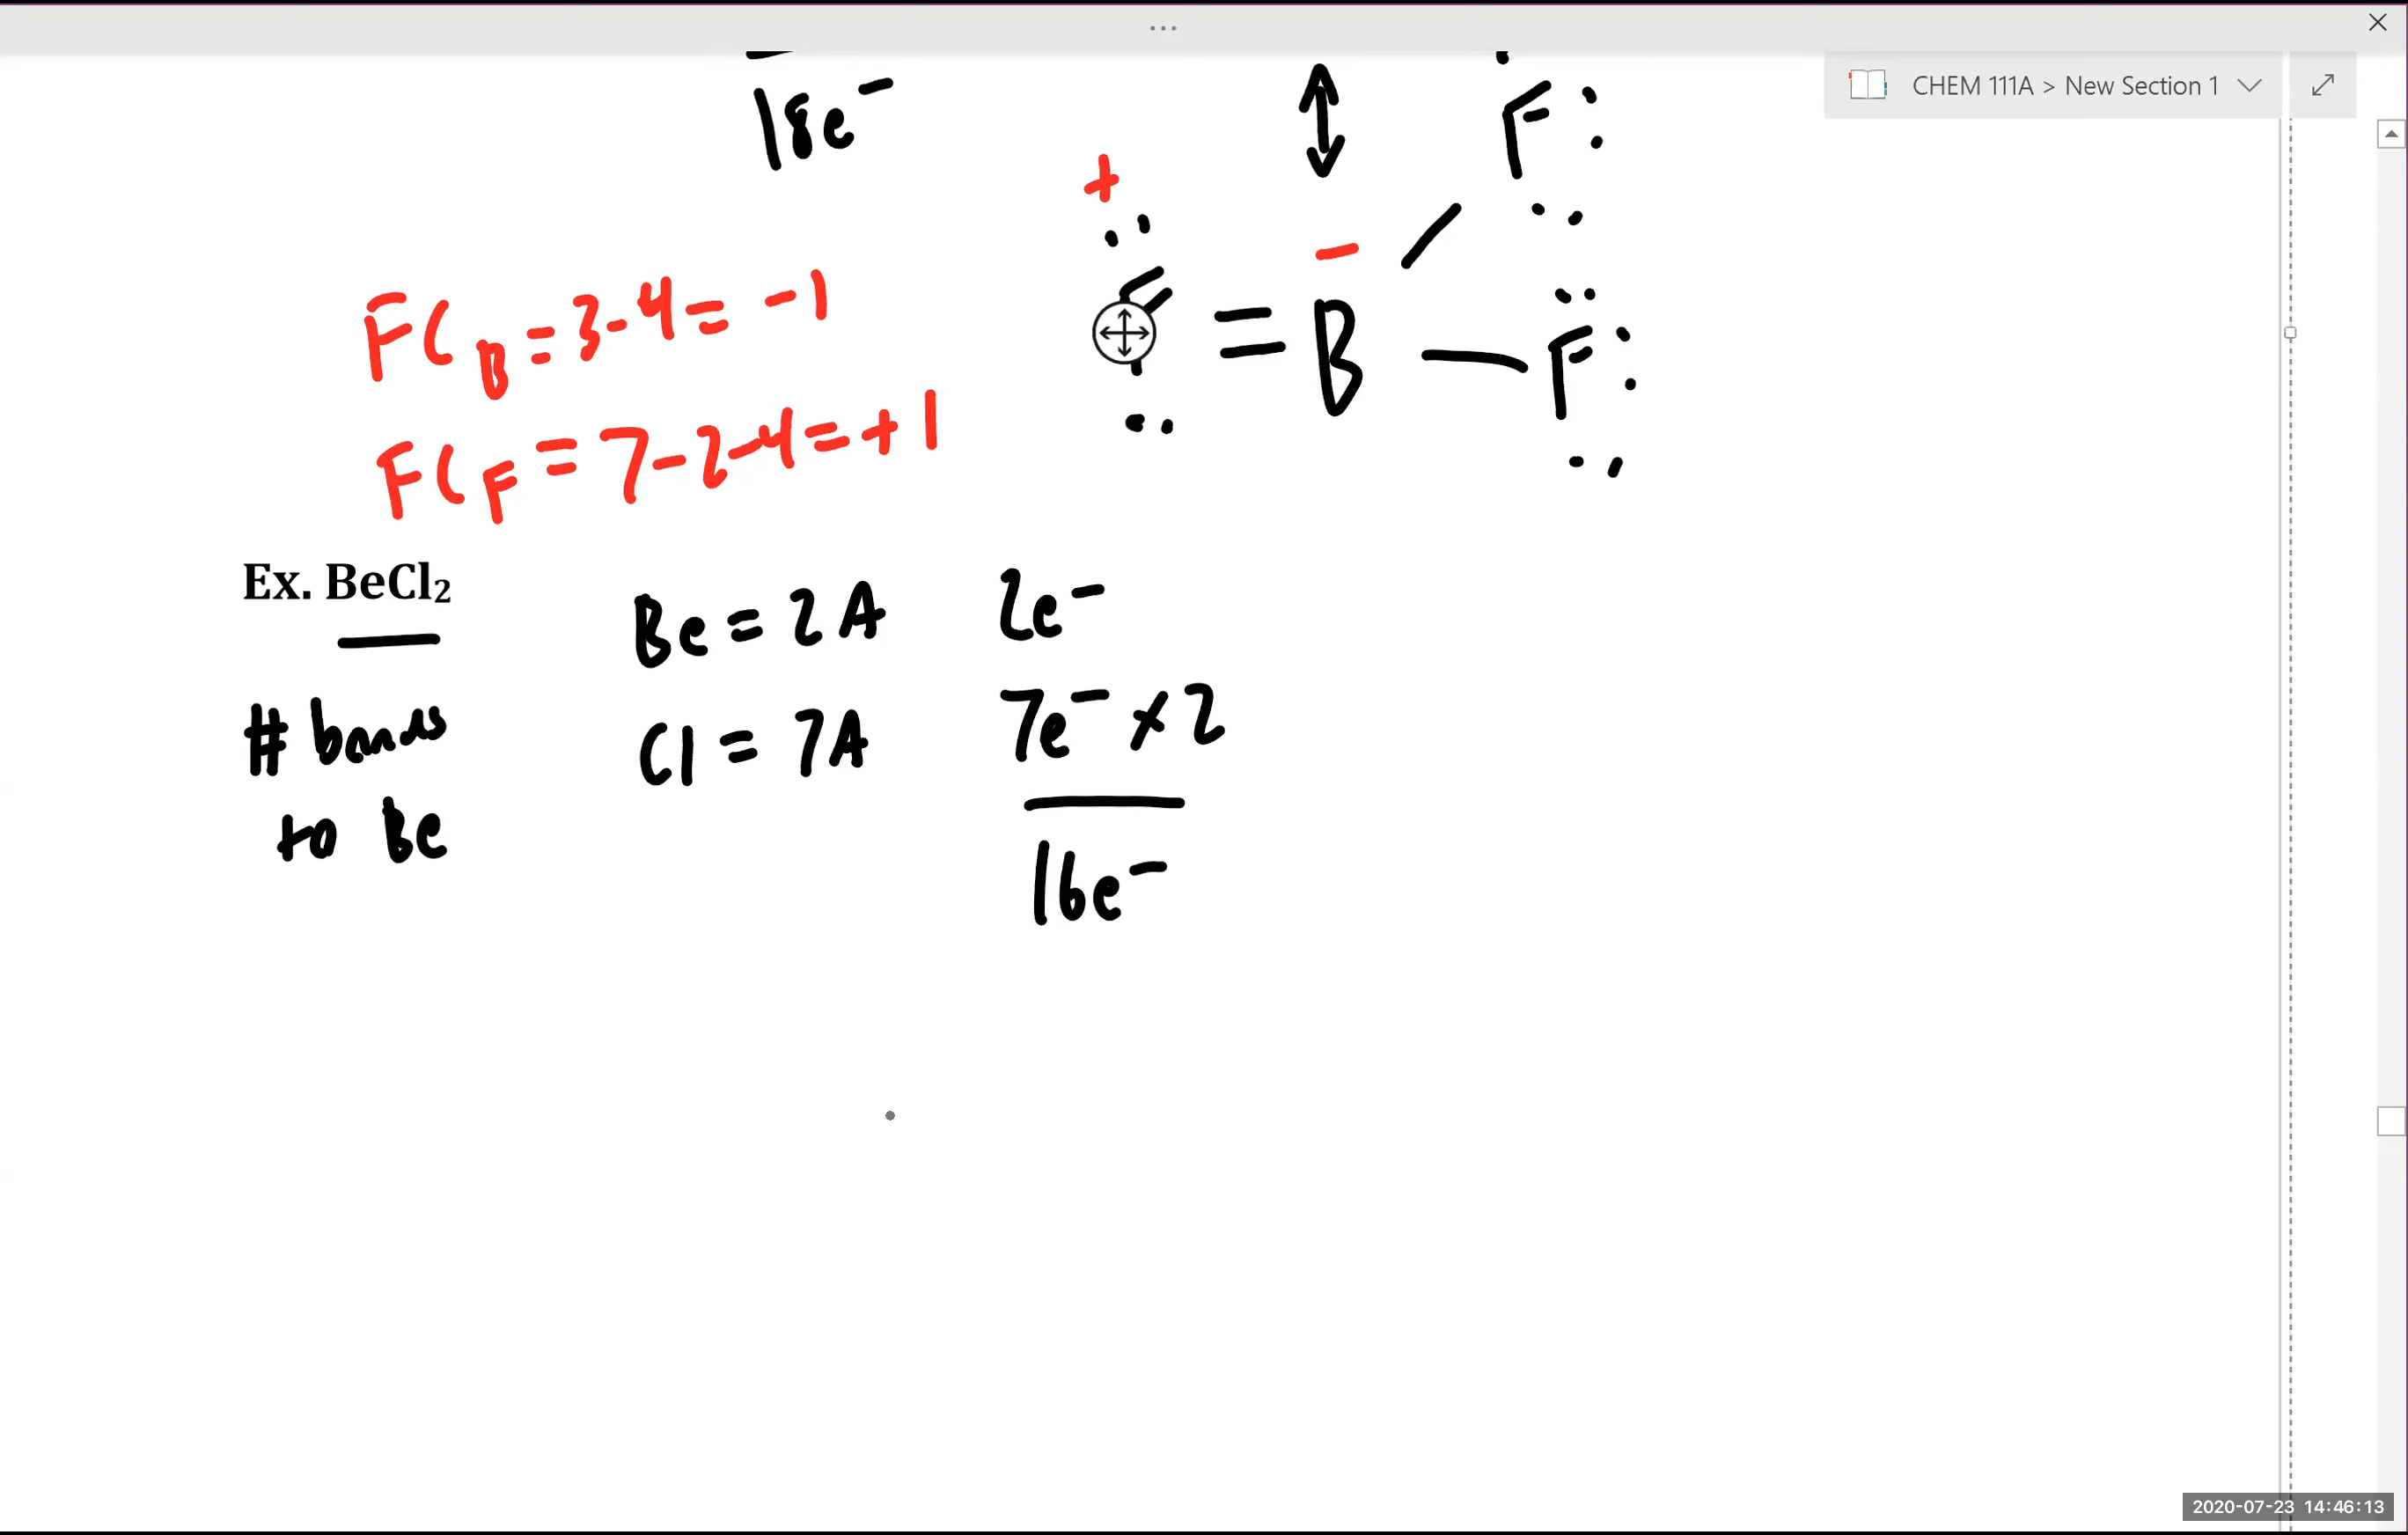 CHEM 111A > New Section 1
18e⁻
F:
+
−
= B — F:
FC_B = 3 - 4 = -1
FC_F = 7 - 2 - 4 = +1
Ex. BeCl₂
Be = 2A 2e⁻
# bonds
Cl = 7A 7e⁻ × 2
to Be
16e⁻
2020-07-23 14:46:13